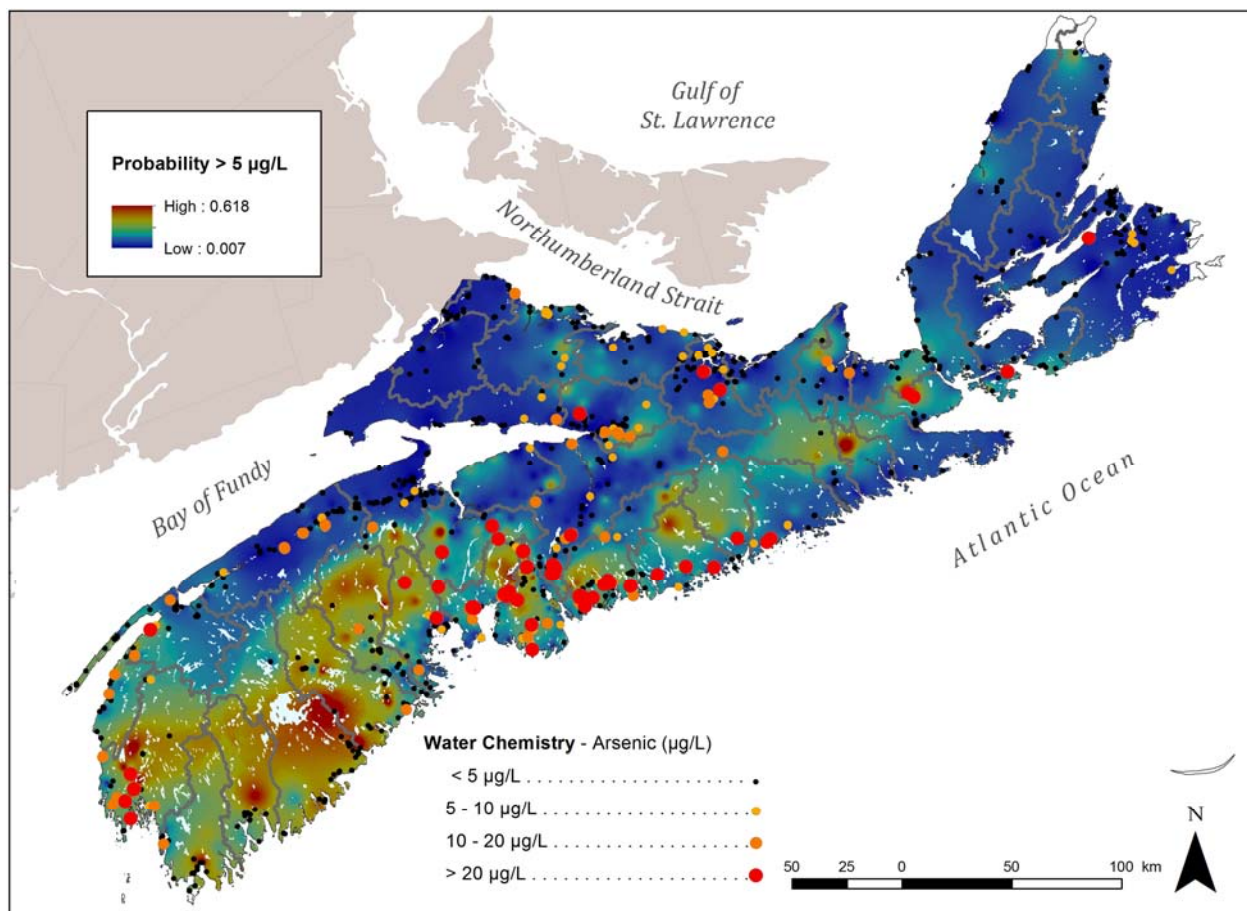 Gulf of
St. Lawrence
Probability > 5 µg/L
High : 0.618
Low : 0.007
Northumberland Strait
Bay of Fundy
Atlantic Ocean
Water Chemistry - Arsenic (µg/L)
< 5 µg/L
5 - 10 µg/L
10 - 20 µg/L
> 20 µg/L
N
50 25 0 50 100 km